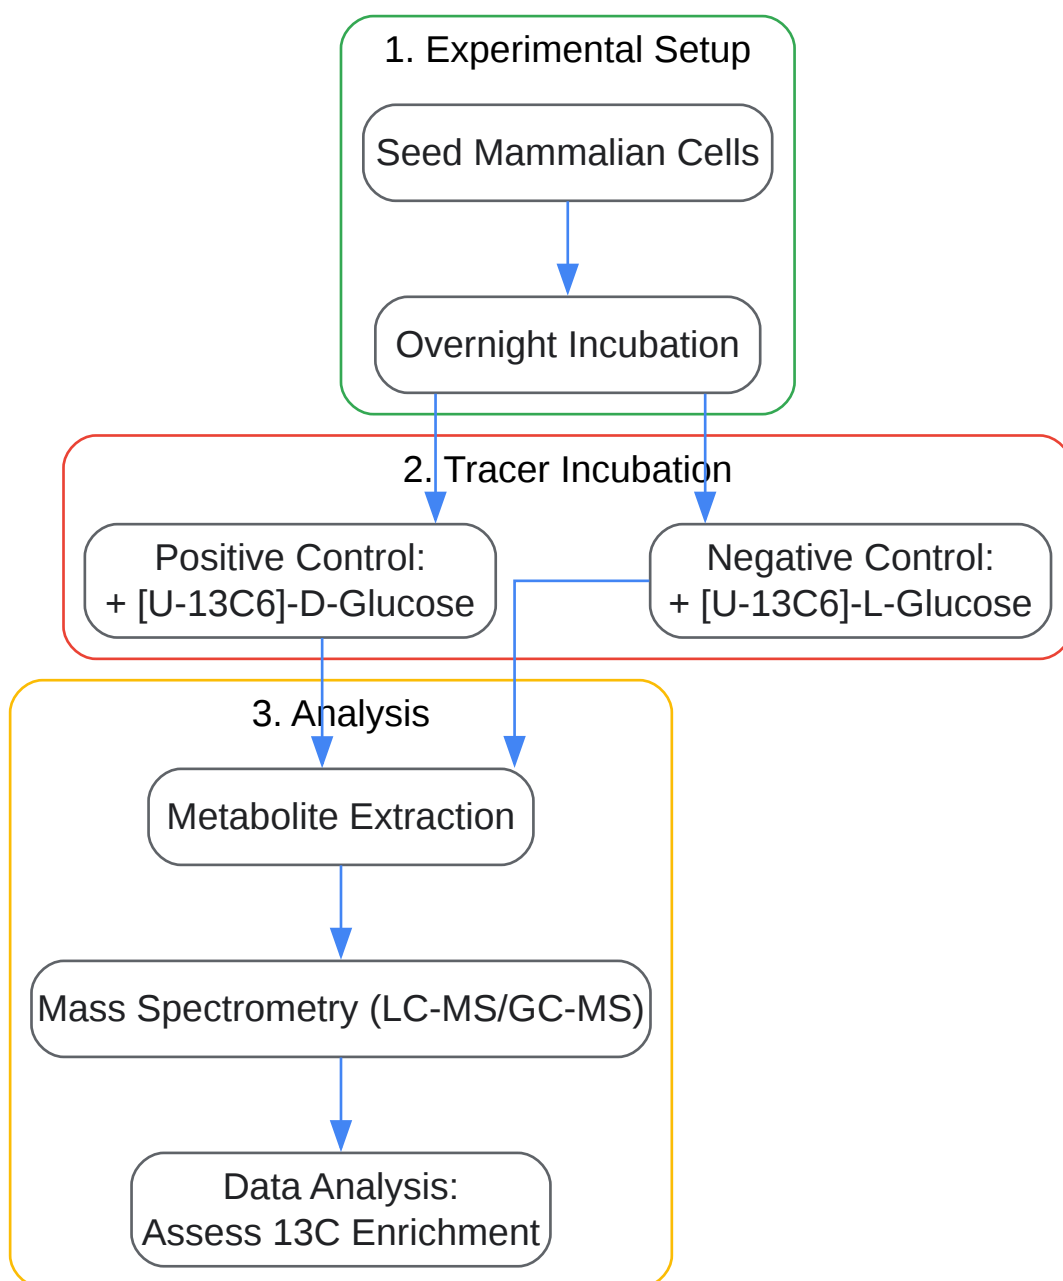 1. Experimental Setup
Seed Mammalian Cells
Overnight Incubation
2. Tracer Incubation
Positive Control:
+ [U-13C6]-D-Glucose
Negative Control:
+ [U-13C6]-L-Glucose
3. Analysis
Metabolite Extraction
Mass Spectrometry (LC-MS/GC-MS)
Data Analysis:
Assess 13C Enrichment